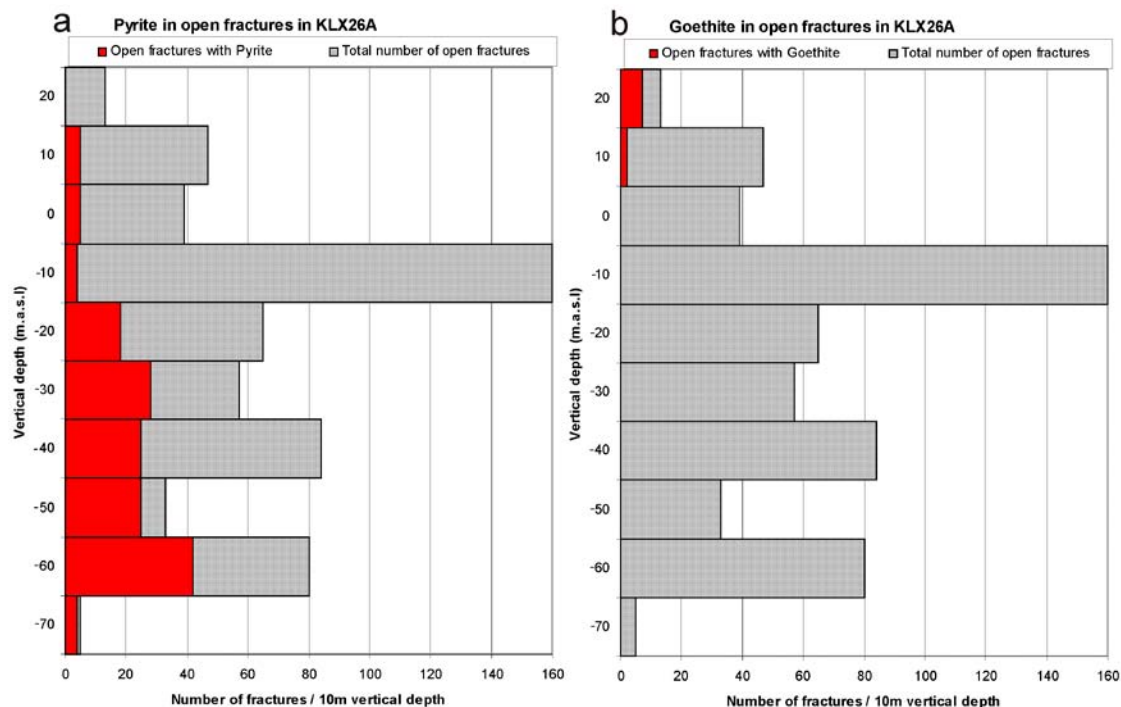 a
Pyrite in open fractures in KLX26A
Open fractures with Pyrite
Total number of open fractures
Vertical depth (m.a.s.l)
20
10
0
-10
-20
-30
-40
-50
-60
-70
0 20 40 60 80 100 120 140 160
Number of fractures / 10m vertical depth
b
Goethite in open fractures in KLX26A
Open fractures with Goethite
Total number of open fractures
Vertical depth (m.a.s.l)
20
10
0
-10
-20
-30
-40
-50
-60
-70
0 20 40 60 80 100 120 140 160
Number of fractures / 10m vertical depth